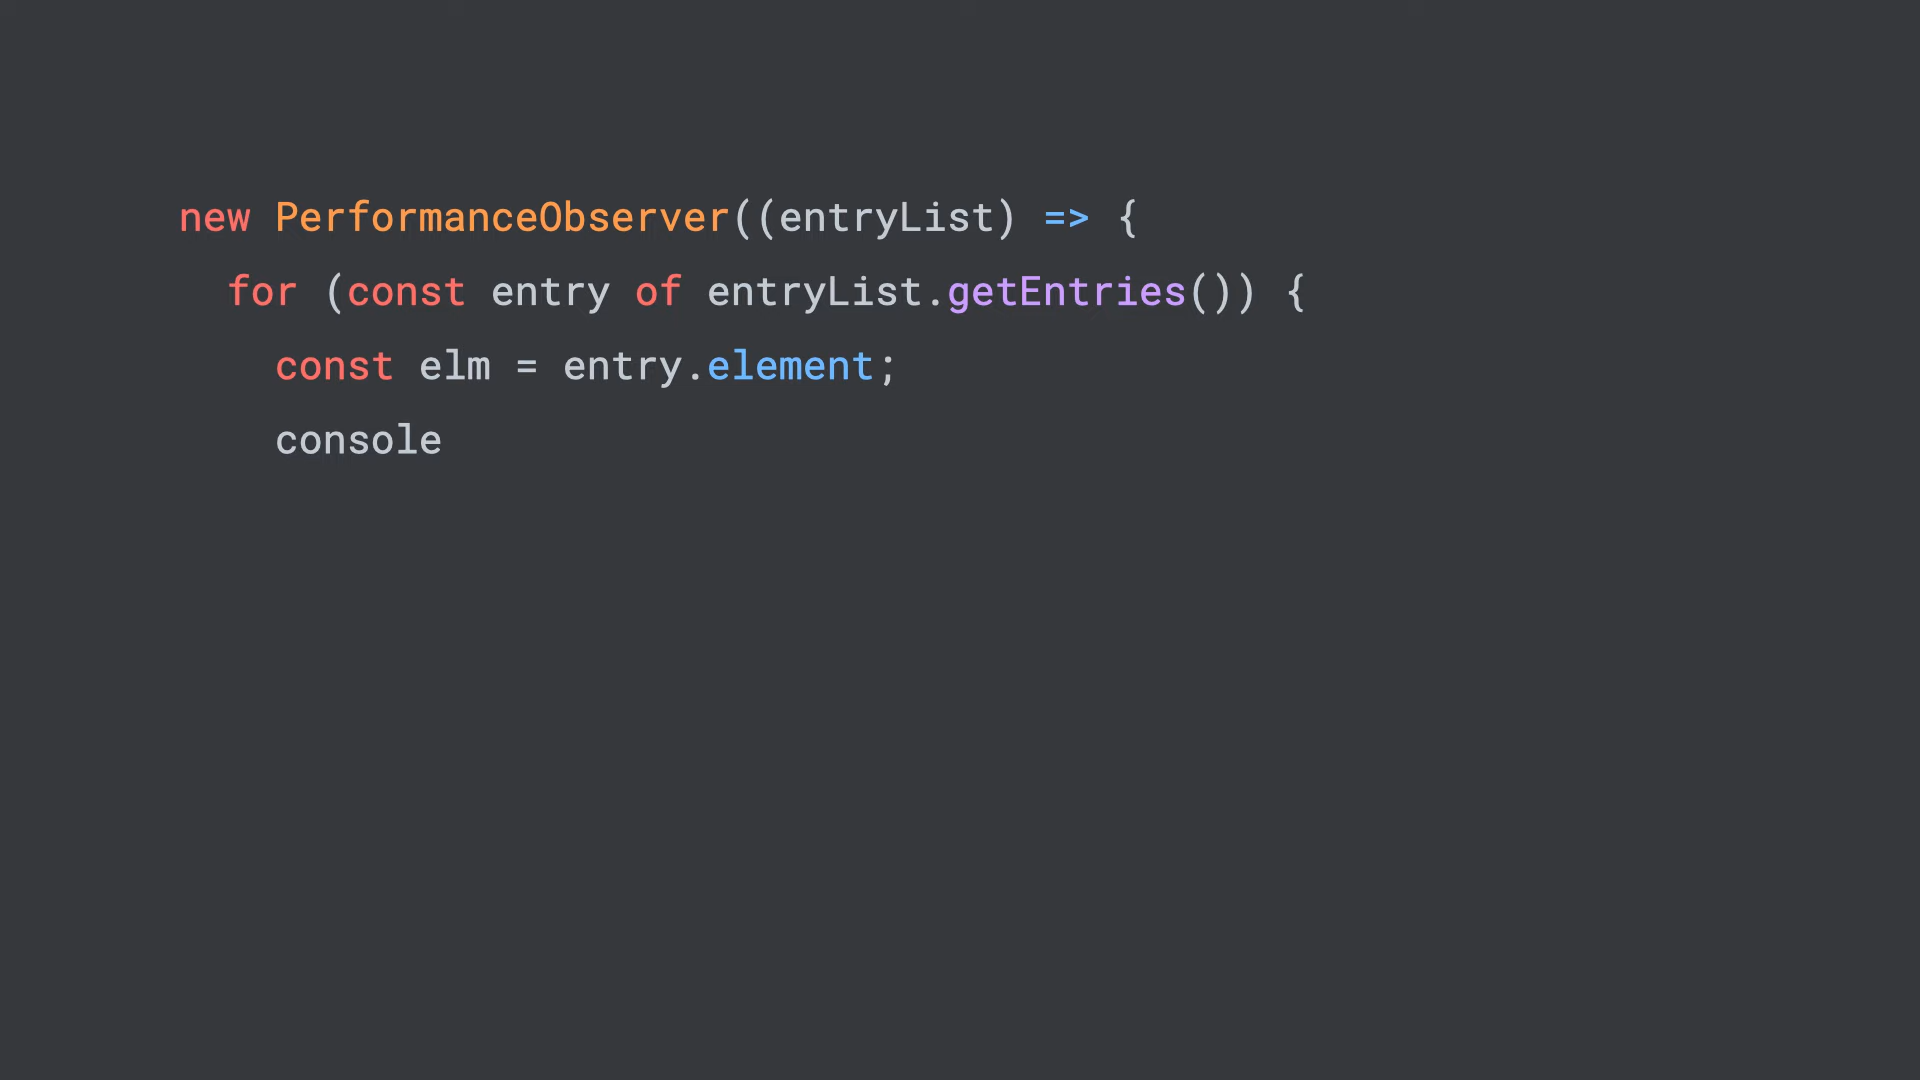 new PerformanceObserver((entryList) => {
for (const entry of entryList.getEntries()) {
const elm = entry.element;
console